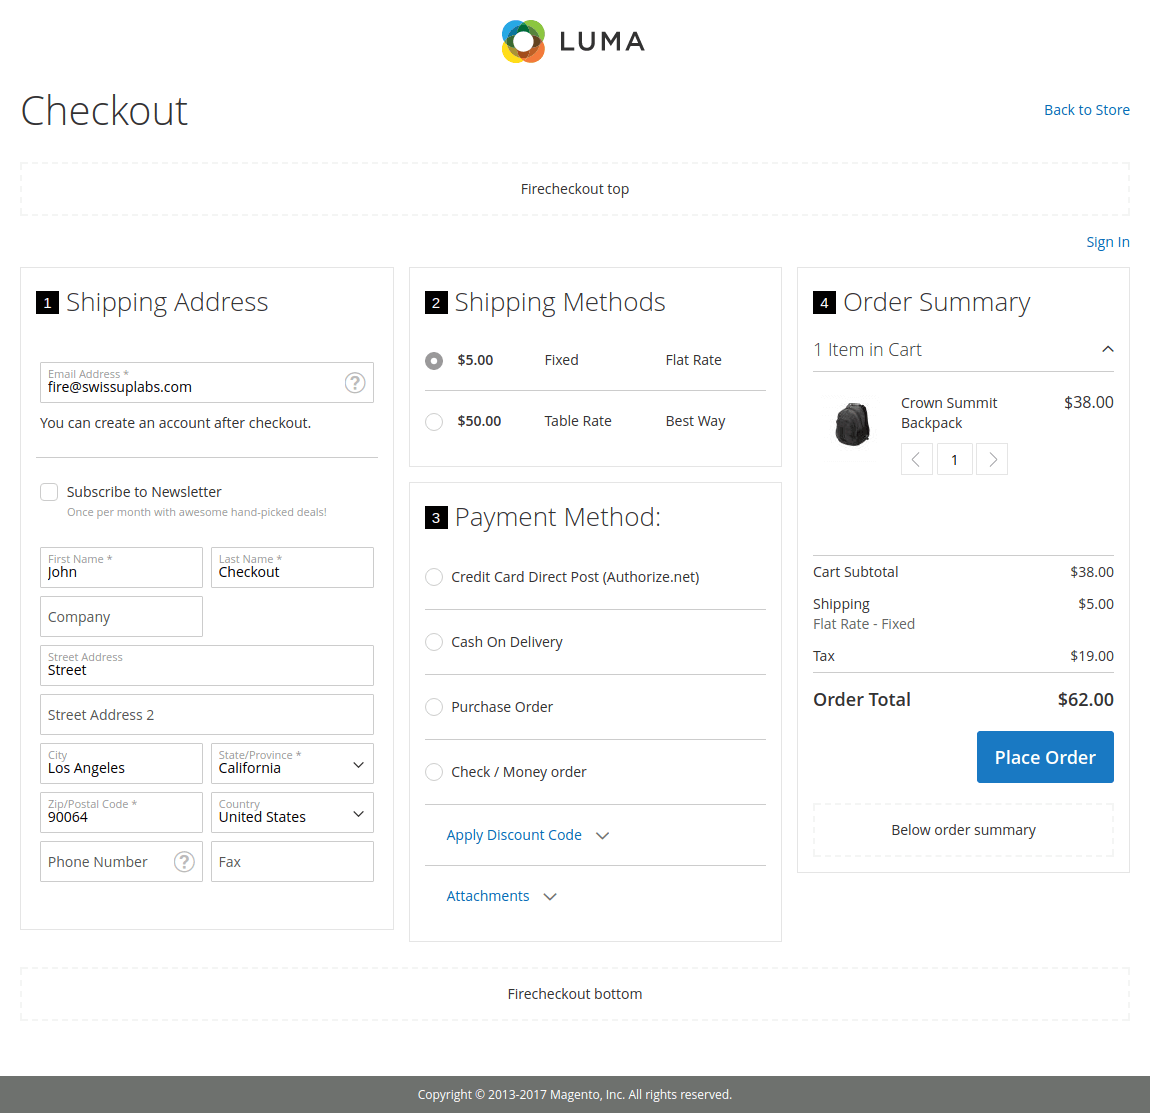 LUMA
Checkout
Back to Store
Firecheckout top
Sign In
1 Shipping Address
Email Address *
fire@swissuplabs.com
?
You can create an account after checkout.
Subscribe to Newsletter
Once per month with awesome hand-picked deals!
First Name *
John
Last Name *
Checkout
Company
Street Address
Street
Street Address 2
City
Los Angeles
State/Province *
California
Zip/Postal Code *
90064
Country
United States
Phone Number
?
Fax
2 Shipping Methods
$5.00 Fixed Flat Rate
$50.00 Table Rate Best Way
3 Payment Method:
Credit Card Direct Post (Authorize.net)
Cash On Delivery
Purchase Order
Check / Money order
Apply Discount Code
Attachments
4 Order Summary
1 Item in Cart
Crown Summit $38.00
Backpack
1
Cart Subtotal $38.00
Shipping $5.00
Flat Rate - Fixed
Tax $19.00
Order Total $62.00
Place Order
Below order summary
Firecheckout bottom
Copyright © 2013-2017 Magento, Inc. All rights reserved.